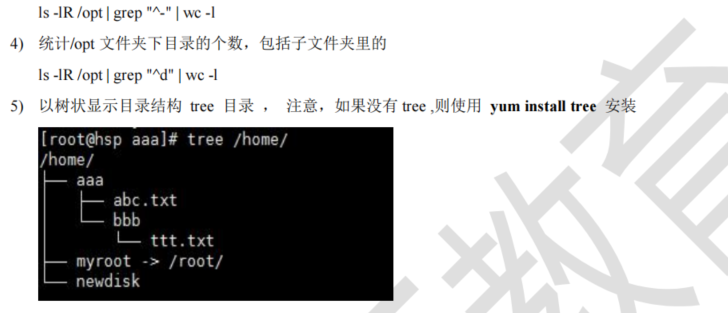 ls -lR /opt | grep "^-" | wc -l
4) 统计/opt 文件夹下目录的个数，包括子文件夹里的
ls -lR /opt | grep "^d" | wc -l
5) 以树状显示目录结构 tree 目录 ， 注意，如果没有 tree ,则使用 yum install tree 安装
[root@hsp aaa]# tree /home/
/home/
├── aaa
│   ├── abc.txt
│   └── bbb
│       └── ttt.txt
├── myroot -> /root/
└── newdisk
教育